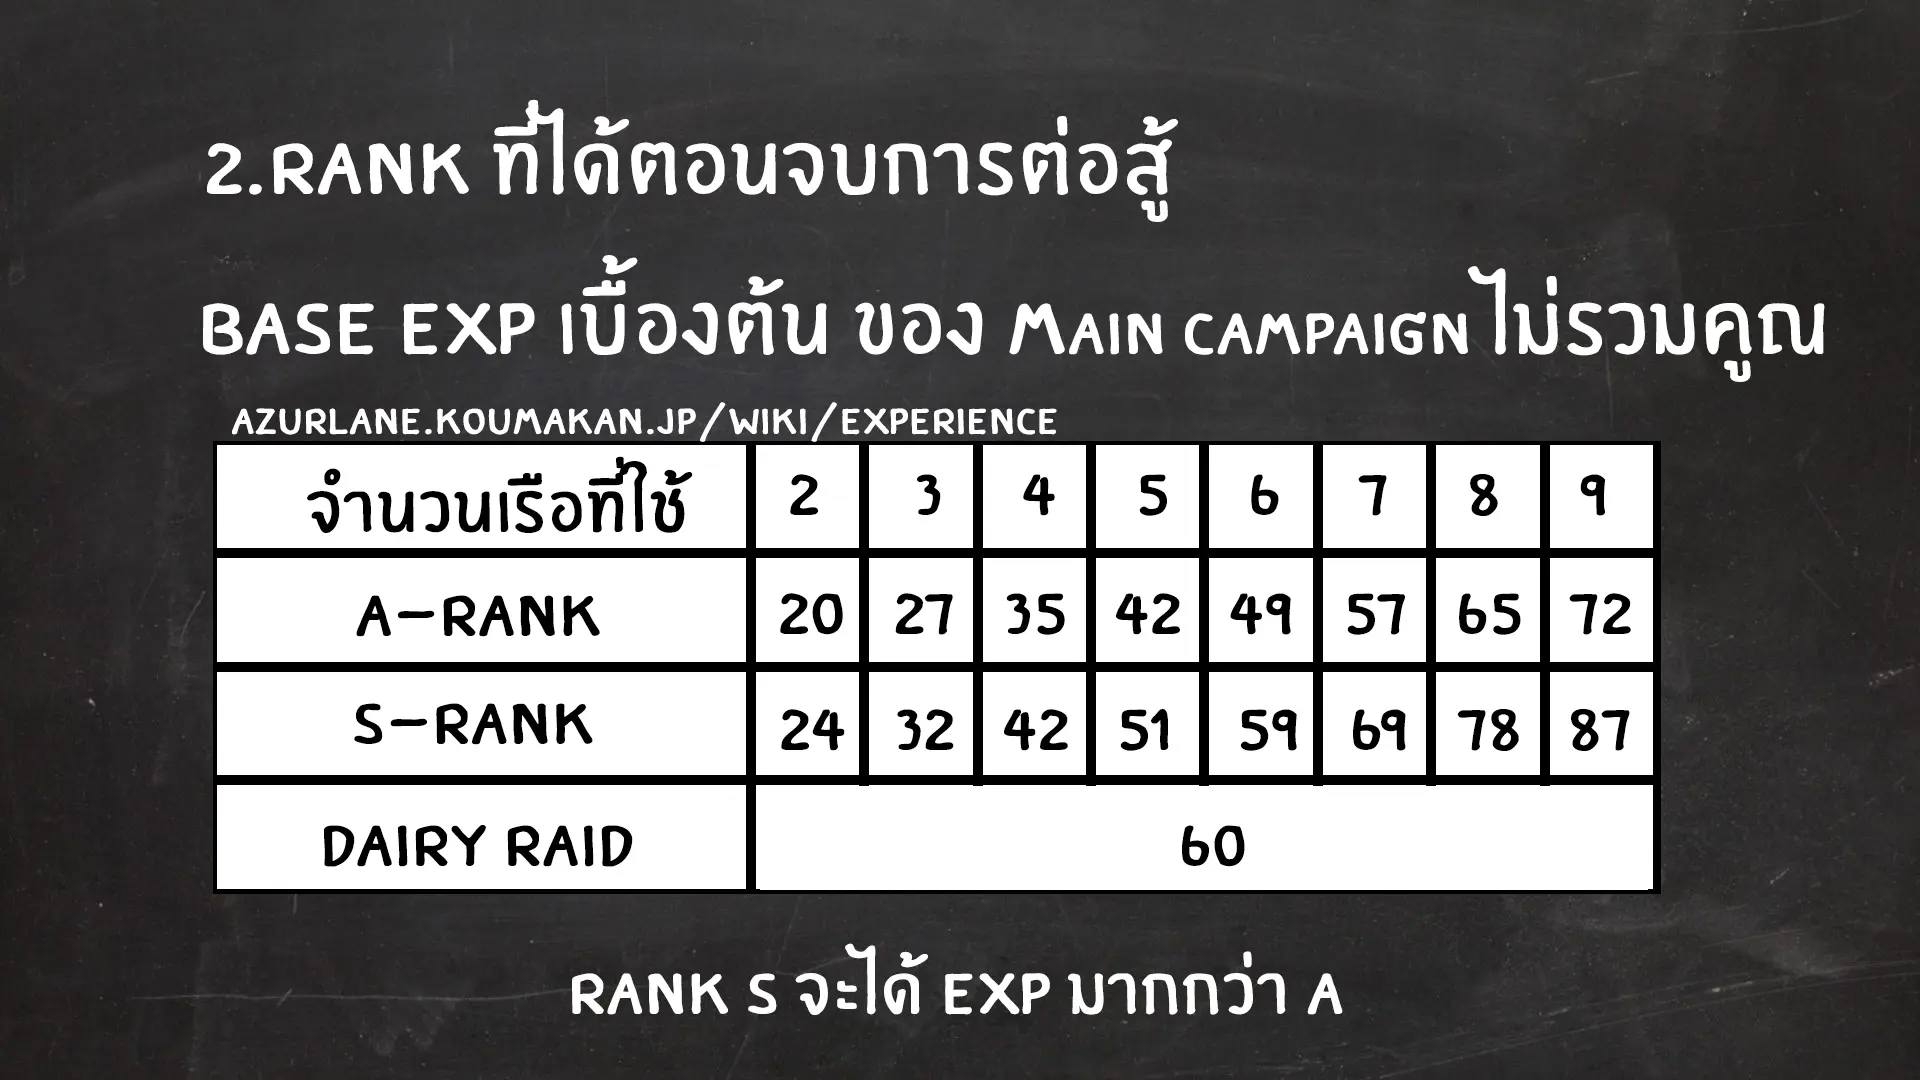 2.RANK ที่ได้ตอนจบการต่อสู้
BASE EXP เบื้องต้น ของ MAIN CAMPAIGN ไม่รวมคูณ
AZURLANE.KOUMAKAN.JP/WIKI/EXPERIENCE
จำนวนเรือที่ใช้ 2 3 4 5 6 7 8 9
A-RANK 20 27 35 42 49 57 65 72
S-RANK 24 32 42 51 59 69 78 87
DAIRY RAID 60
RANK S จะได้ EXP มากกว่า A